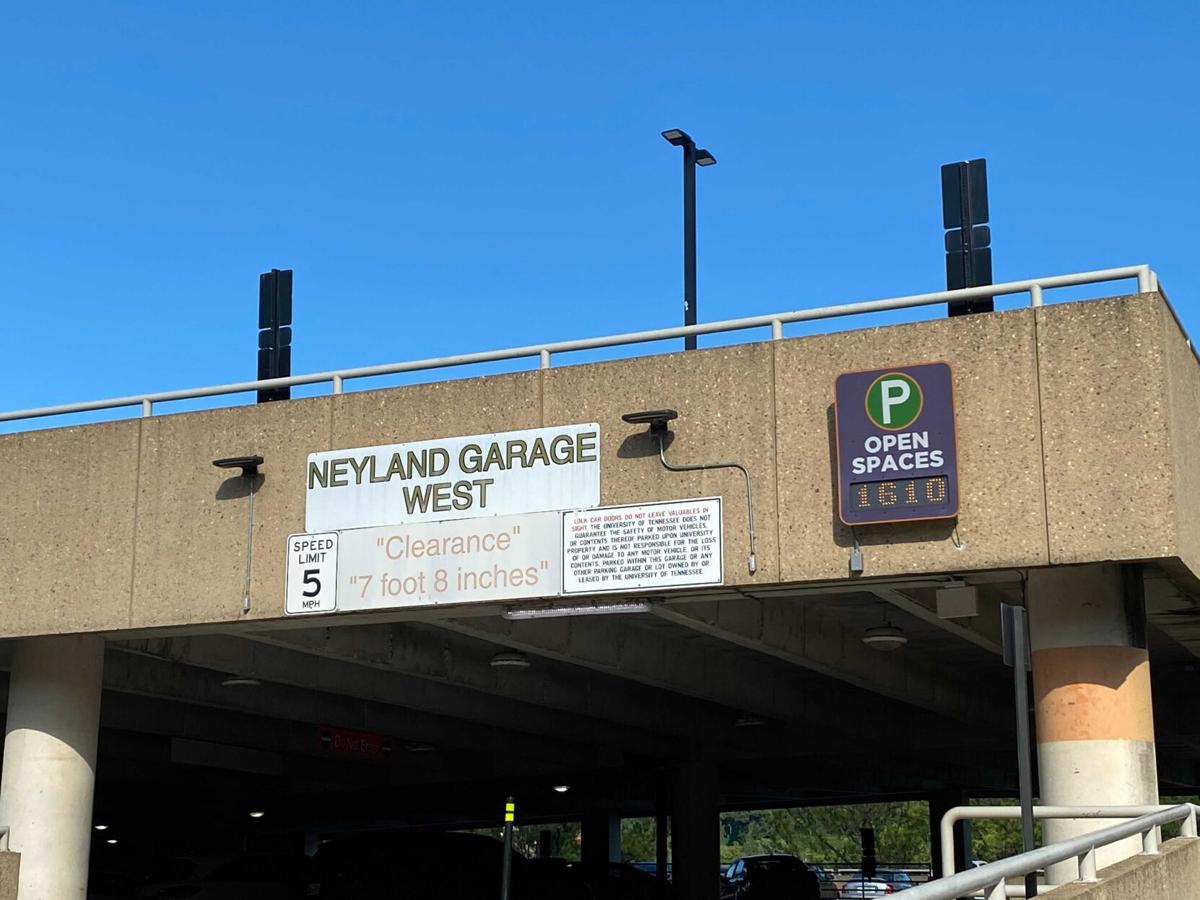 NEYLAND GARAGE
WEST
SPEED
LIMIT
5
MPH
"Clearance"
"7 foot 8 inches"
LOCK CAR DOORS DO NOT LEAVE VALUABLES IN
SIGHT. THE UNIVERSITY OF TENNESSEE DOES NOT
GUARANTEE THE SAFETY OF MOTOR VEHICLES,
OR CONTENTS THEREOF PARKED UPON UNIVERSITY
PROPERTY AND IS NOT RESPONSIBLE FOR THE LOSS
OF OR DAMAGE TO ANY MOTOR VEHICLE, OR ITS
CONTENTS, PARKED WITHIN THIS GARAGE OR ANY
OTHER PARKING GARAGE OR LOT OWNED BY OR
LEASED BY THE UNIVERSITY OF TENNESSEE.
P
OPEN
SPACES
1610
Do Not Enter